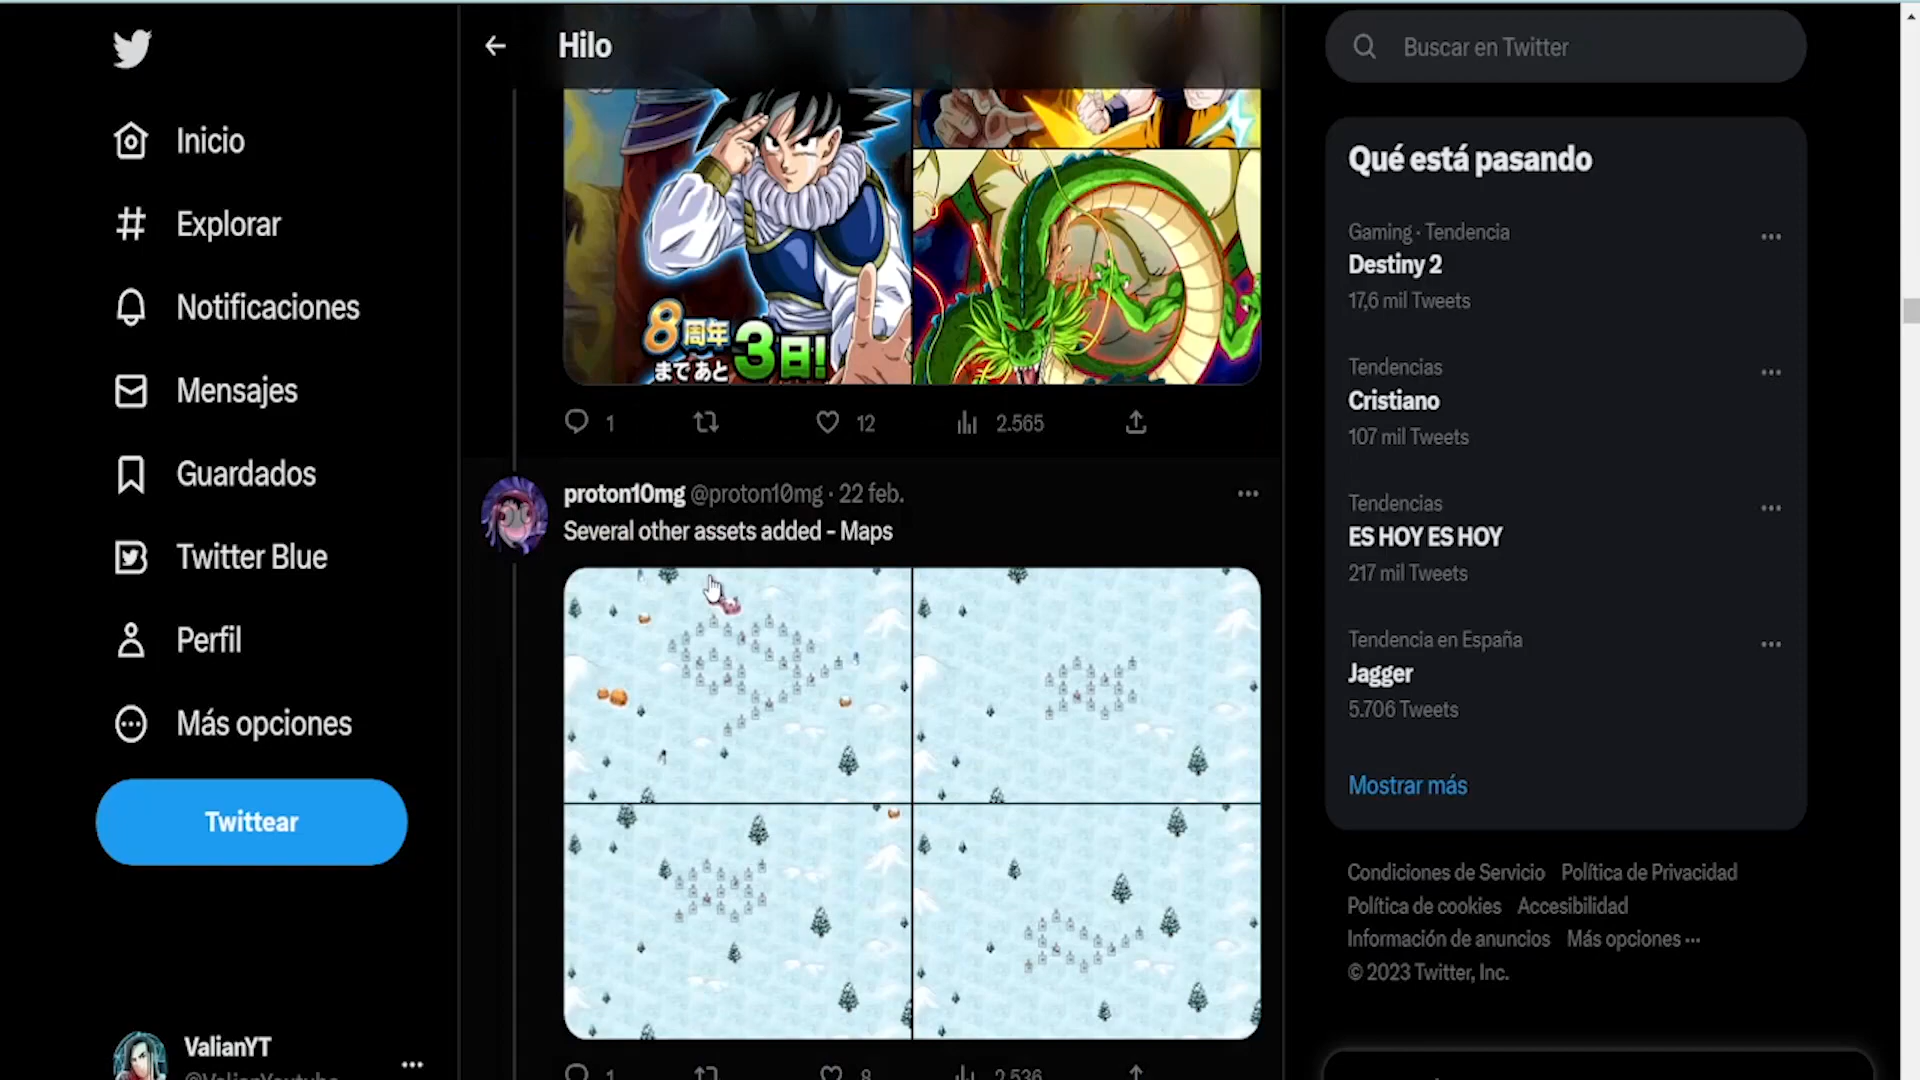 Inicio
Explorar
Notificaciones
Mensajes
Guardados
Twitter Blue
Perfil
Más opciones
Twittear
ValianYT
Hilo
8周年
まであと
3日!
1
12
2.565
proton10mg @proton10mg · 22 feb.
Several other assets added - Maps
1
8
2.536
Buscar en Twitter
Qué está pasando
Gaming · Tendencia
Destiny 2
17,6 mil Tweets
Tendencias
Cristiano
107 mil Tweets
Tendencias
ES HOY ES HOY
217 mil Tweets
Tendencia en España
Jagger
5.706 Tweets
Mostrar más
Condiciones de Servicio Política de Privacidad
Política de cookies Accesibilidad
Información de anuncios Más opciones ···
© 2023 Twitter, Inc.